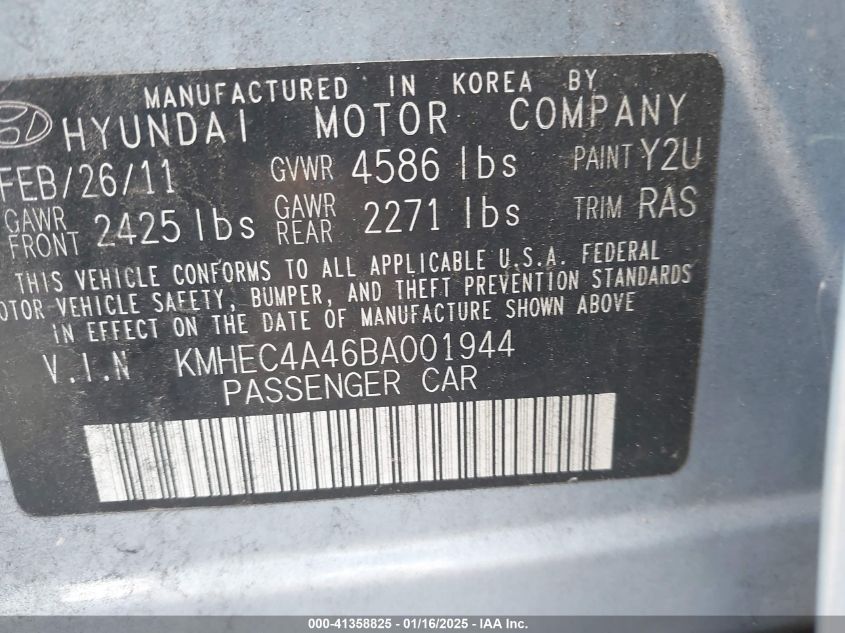 MANUFACTURED IN KOREA BY
HYUNDAI MOTOR COMPANY
FEB/26/11 GVWR 4586 lbs PAINT Y2U
GAWR FRONT 2425 lbs GAWR REAR 2271 lbs TRIM RAS
THIS VEHICLE CONFORMS TO ALL APPLICABLE U.S.A. FEDERAL
MOTOR VEHICLE SAFETY, BUMPER, AND THEFT PREVENTION STANDARDS
IN EFFECT ON THE DATE OF MANUFACTURE SHOWN ABOVE
V.I.N KMHEC4A46BA001944
PASSENGER CAR
000-41358825 - 01/16/2025 - IAA Inc.